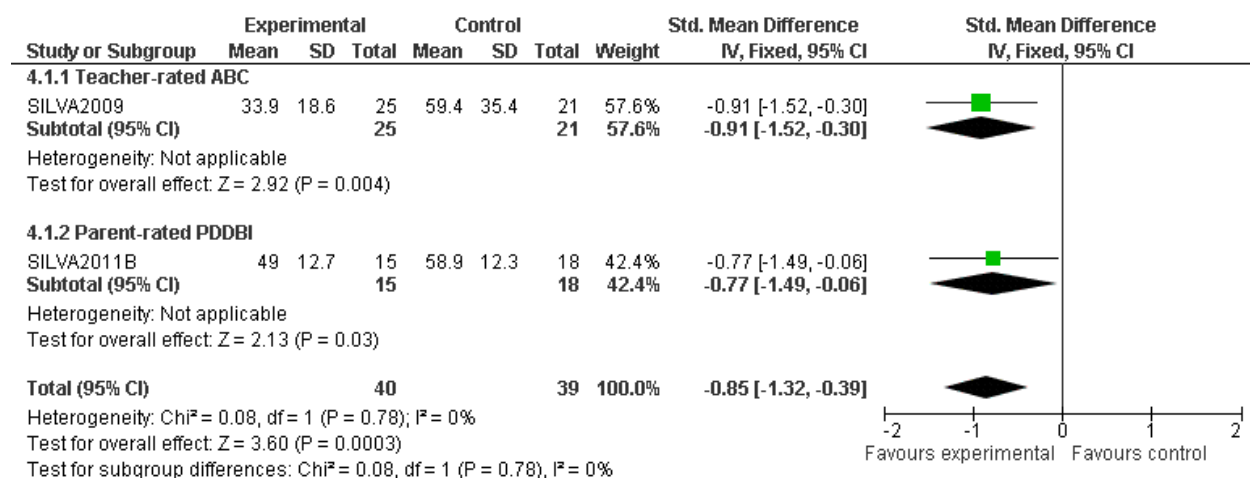 Experimental Control Std. Mean Difference Std. Mean Difference
Study or Subgroup Mean SD Total Mean SD Total Weight IV, Fixed, 95% CI IV, Fixed, 95% CI
4.1.1 Teacher-rated ABC
SILVA2009 33.9 18.6 25 59.4 35.4 21 57.6% -0.91 [-1.52, -0.30]
Subtotal (95% CI) 25 21 57.6% -0.91 [-1.52, -0.30]
Heterogeneity: Not applicable
Test for overall effect: Z = 2.92 (P = 0.004)
4.1.2 Parent-rated PDDBI
SILVA2011B 49 12.7 15 58.9 12.3 18 42.4% -0.77 [-1.49, -0.06]
Subtotal (95% CI) 15 18 42.4% -0.77 [-1.49, -0.06]
Heterogeneity: Not applicable
Test for overall effect: Z = 2.13 (P = 0.03)
Total (95% CI) 40 39 100.0% -0.85 [-1.32, -0.39]
Heterogeneity: Chi² = 0.08, df = 1 (P = 0.78); I² = 0%
Test for overall effect: Z = 3.60 (P = 0.0003)
Test for subgroup differences: Chi² = 0.08, df = 1 (P = 0.78), I² = 0%
-2 -1 0 1 2
Favours experimental Favours control